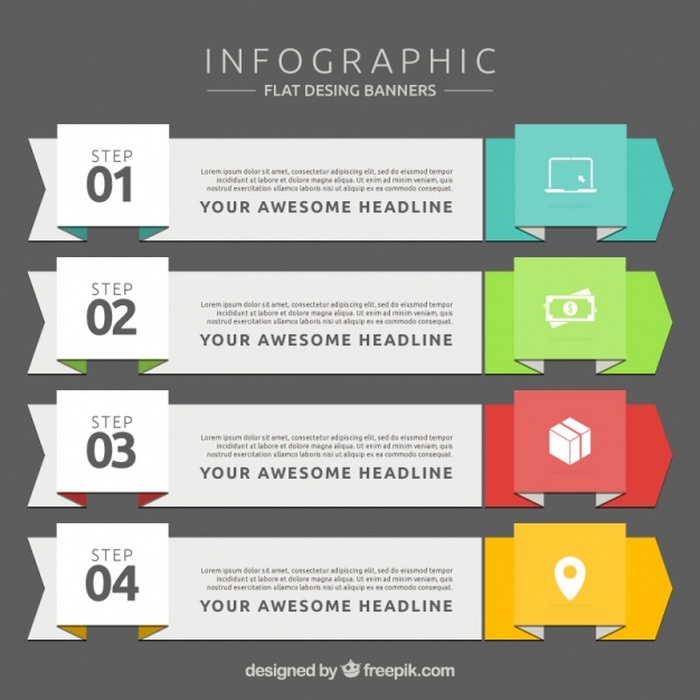 INFOGRAPHIC
FLAT DESING BANNERS
STEP
01
Lorem ipsum dolor sit amet, consectetur adipiscing elit, sed do eiusmod tempor
incididunt ut labore et dolore magna aliqua. Ut enim ad minim veniam, quis
nostrud exercitation ullamco laboris nisi ut aliquip ex ea commodo consequat.
YOUR AWESOME HEADLINE
STEP
02
Lorem ipsum dolor sit amet, consectetur adipiscing elit, sed do eiusmod tempor
incididunt ut labore et dolore magna aliqua. Ut enim ad minim veniam, quis
nostrud exercitation ullamco laboris nisi ut aliquip ex ea commodo consequat.
YOUR AWESOME HEADLINE
$
STEP
03
Lorem ipsum dolor sit amet, consectetur adipiscing elit, sed do eiusmod tempor
incididunt ut labore et dolore magna aliqua. Ut enim ad minim veniam, quis
nostrud exercitation ullamco laboris nisi ut aliquip ex ea commodo consequat.
YOUR AWESOME HEADLINE
STEP
04
Lorem ipsum dolor sit amet, consectetur adipiscing elit, sed do eiusmod tempor
incididunt ut labore et dolore magna aliqua. Ut enim ad minim veniam, quis
nostrud exercitation ullamco laboris nisi ut aliquip ex ea commodo consequat.
YOUR AWESOME HEADLINE
designed by freepik.com